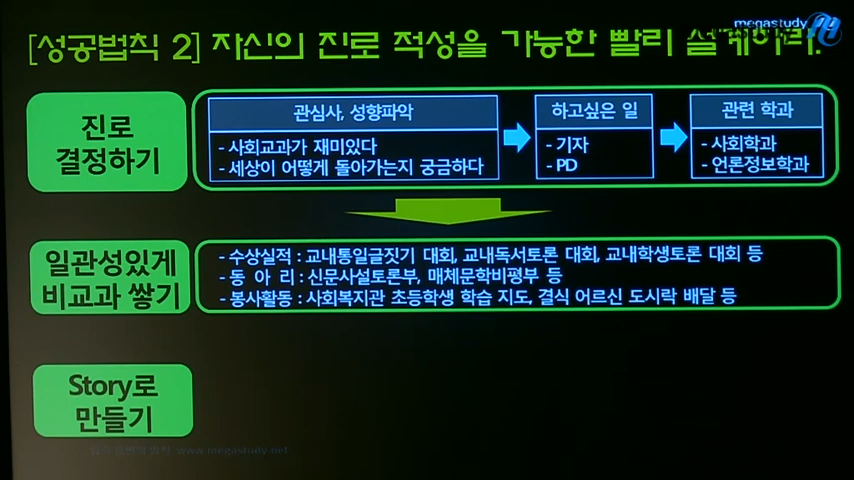 megastudy
[성공법칙 2] 자신의 진로 적성을 가능한 빨리 설계하라.
진로
결정하기
관심사, 성향파악
- 사회교과가 재미있다
- 세상이 어떻게 돌아가는지 궁금하다
하고싶은 일
- 기자
- PD
관련 학과
- 사회학과
- 언론정보학과
일관성있게
비교과 쌓기
- 수상실적 : 교내통일글짓기 대회, 교내독서토론 대회, 교내학생토론 대회 등
- 동 아 리 : 신문사설토론부, 매체문학비평부 등
- 봉사활동 : 사회복지관 초등학생 학습 지도, 결식 어르신 도시락 배달 등
Story로
만들기
www.megastudy.net